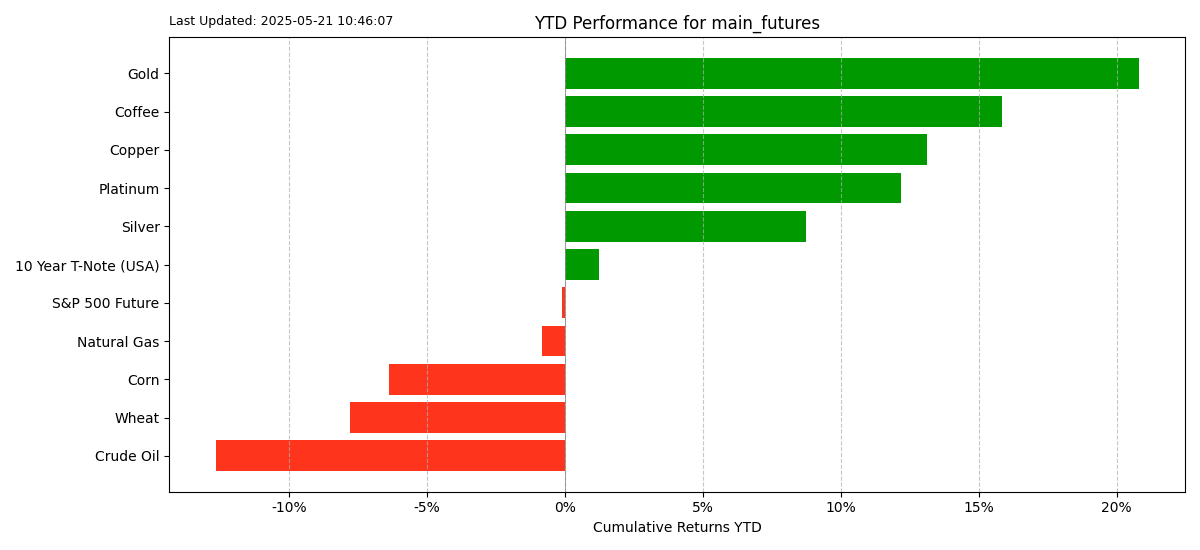 Last Updated: 2025-05-21 10:46:07
YTD Performance for main_futures
Gold
Coffee
Copper
Platinum
Silver
10 Year T-Note (USA)
S&P 500 Future
Natural Gas
Corn
Wheat
Crude Oil
-10% -5% 0% 5% 10% 15% 20%
Cumulative Returns YTD